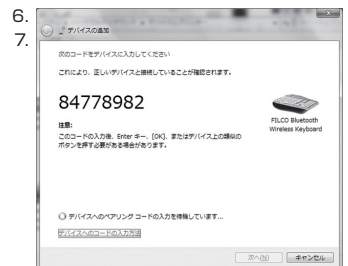 6.
7.
デバイスの追加
次のコードをデバイスに入力してください
これにより、正しいデバイスと接続していることが確認されます。
84778982
注意:
このコードの入力後、Enter キー、[OK]、またはデバイス上の類似の
ボタンを押す必要がある場合があります。
FILCO Bluetooth
Wireless Keyboard
デバイスへのペアリング コードの入力を待機しています...
デバイスへのコードの入力方法
次へ(N)
キャンセル